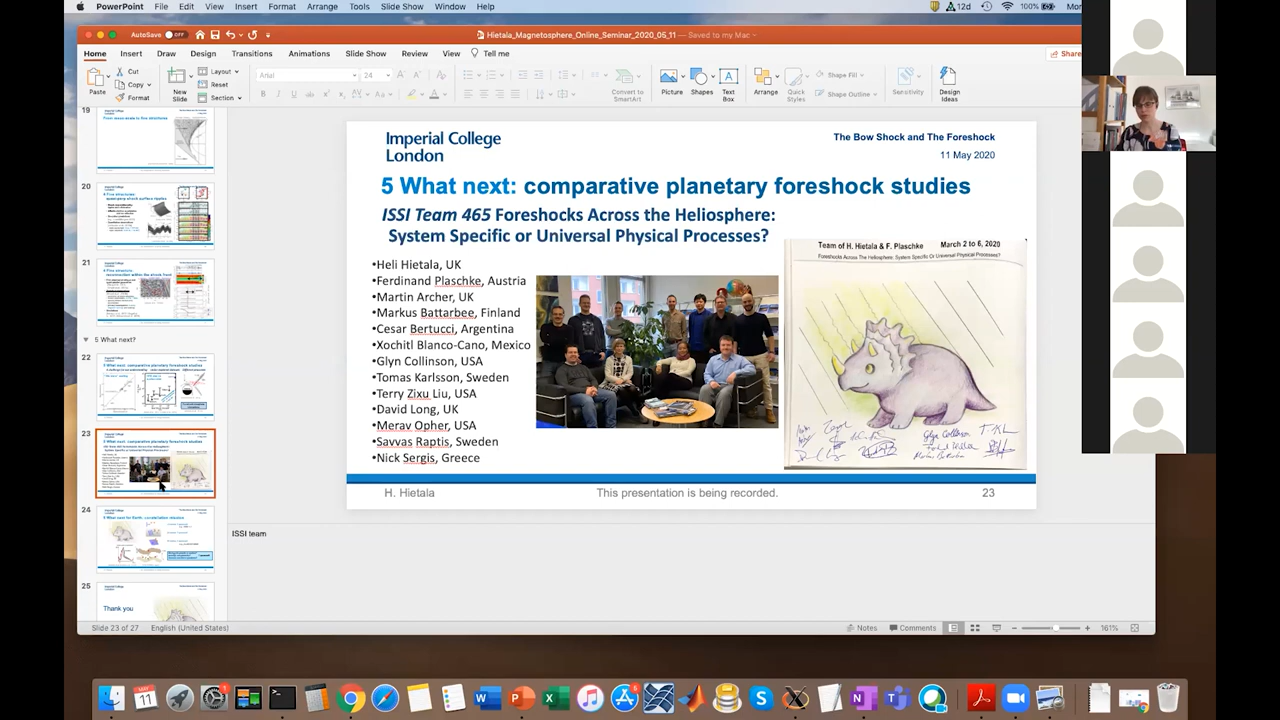 PowerPoint File Edit View Insert Format Arrange Tools Slide Show Window Help 12d 100%
AutoSave OFF Hietala_Magnetosphere_Online_Seminar_2020_05_11 — Saved to my Mac
Home Insert Draw Design Transitions Animations Slide Show Review View Tell me Share
Paste Cut Copy Format New Slide Layout Reset Section Arial 24 Convert to SmartArt Picture Shapes Text Box Arrange Quick Styles Shape Fill Shape Outline Sensitivity Design Ideas
19
20
21
5 What next?
22
23
24
25
Thank you
Imperial College
London
The Bow Shock and The Foreshock
11 May 2020
5 What next: comparative planetary foreshock studies
ISSI Team 465 Foreshocks Across the Heliosphere:
System Specific or Universal Physical Processes?
•Heli Hietala, UK
•Ferdinand Plaschke, Austria
•Martin Archer, UK
•Markus Battarbee, Finland
•Cesar Bertucci, Argentina
•Xochitl Blanco-Cano, Mexico
•Glyn Collinson, USA
•Tomas Karlsson, Sweden
•Terry Zixu Liu, USA
•David Long, UK
•Merav Opher, USA
•Savvas Raptis, Sweden
•Nick Sergis, Greece
Team of H. Hietala & F. Plaschke March 2 to 6, 2020
Foreshocks Across The Heliosphere: System Specific Or Universal Physical Processes?
Glyn Collinson
H. Hietala
This presentation is being recorded.
23
ISSI team
Slide 23 of 27 English (United States) Notes Comments 161%
MAY
11